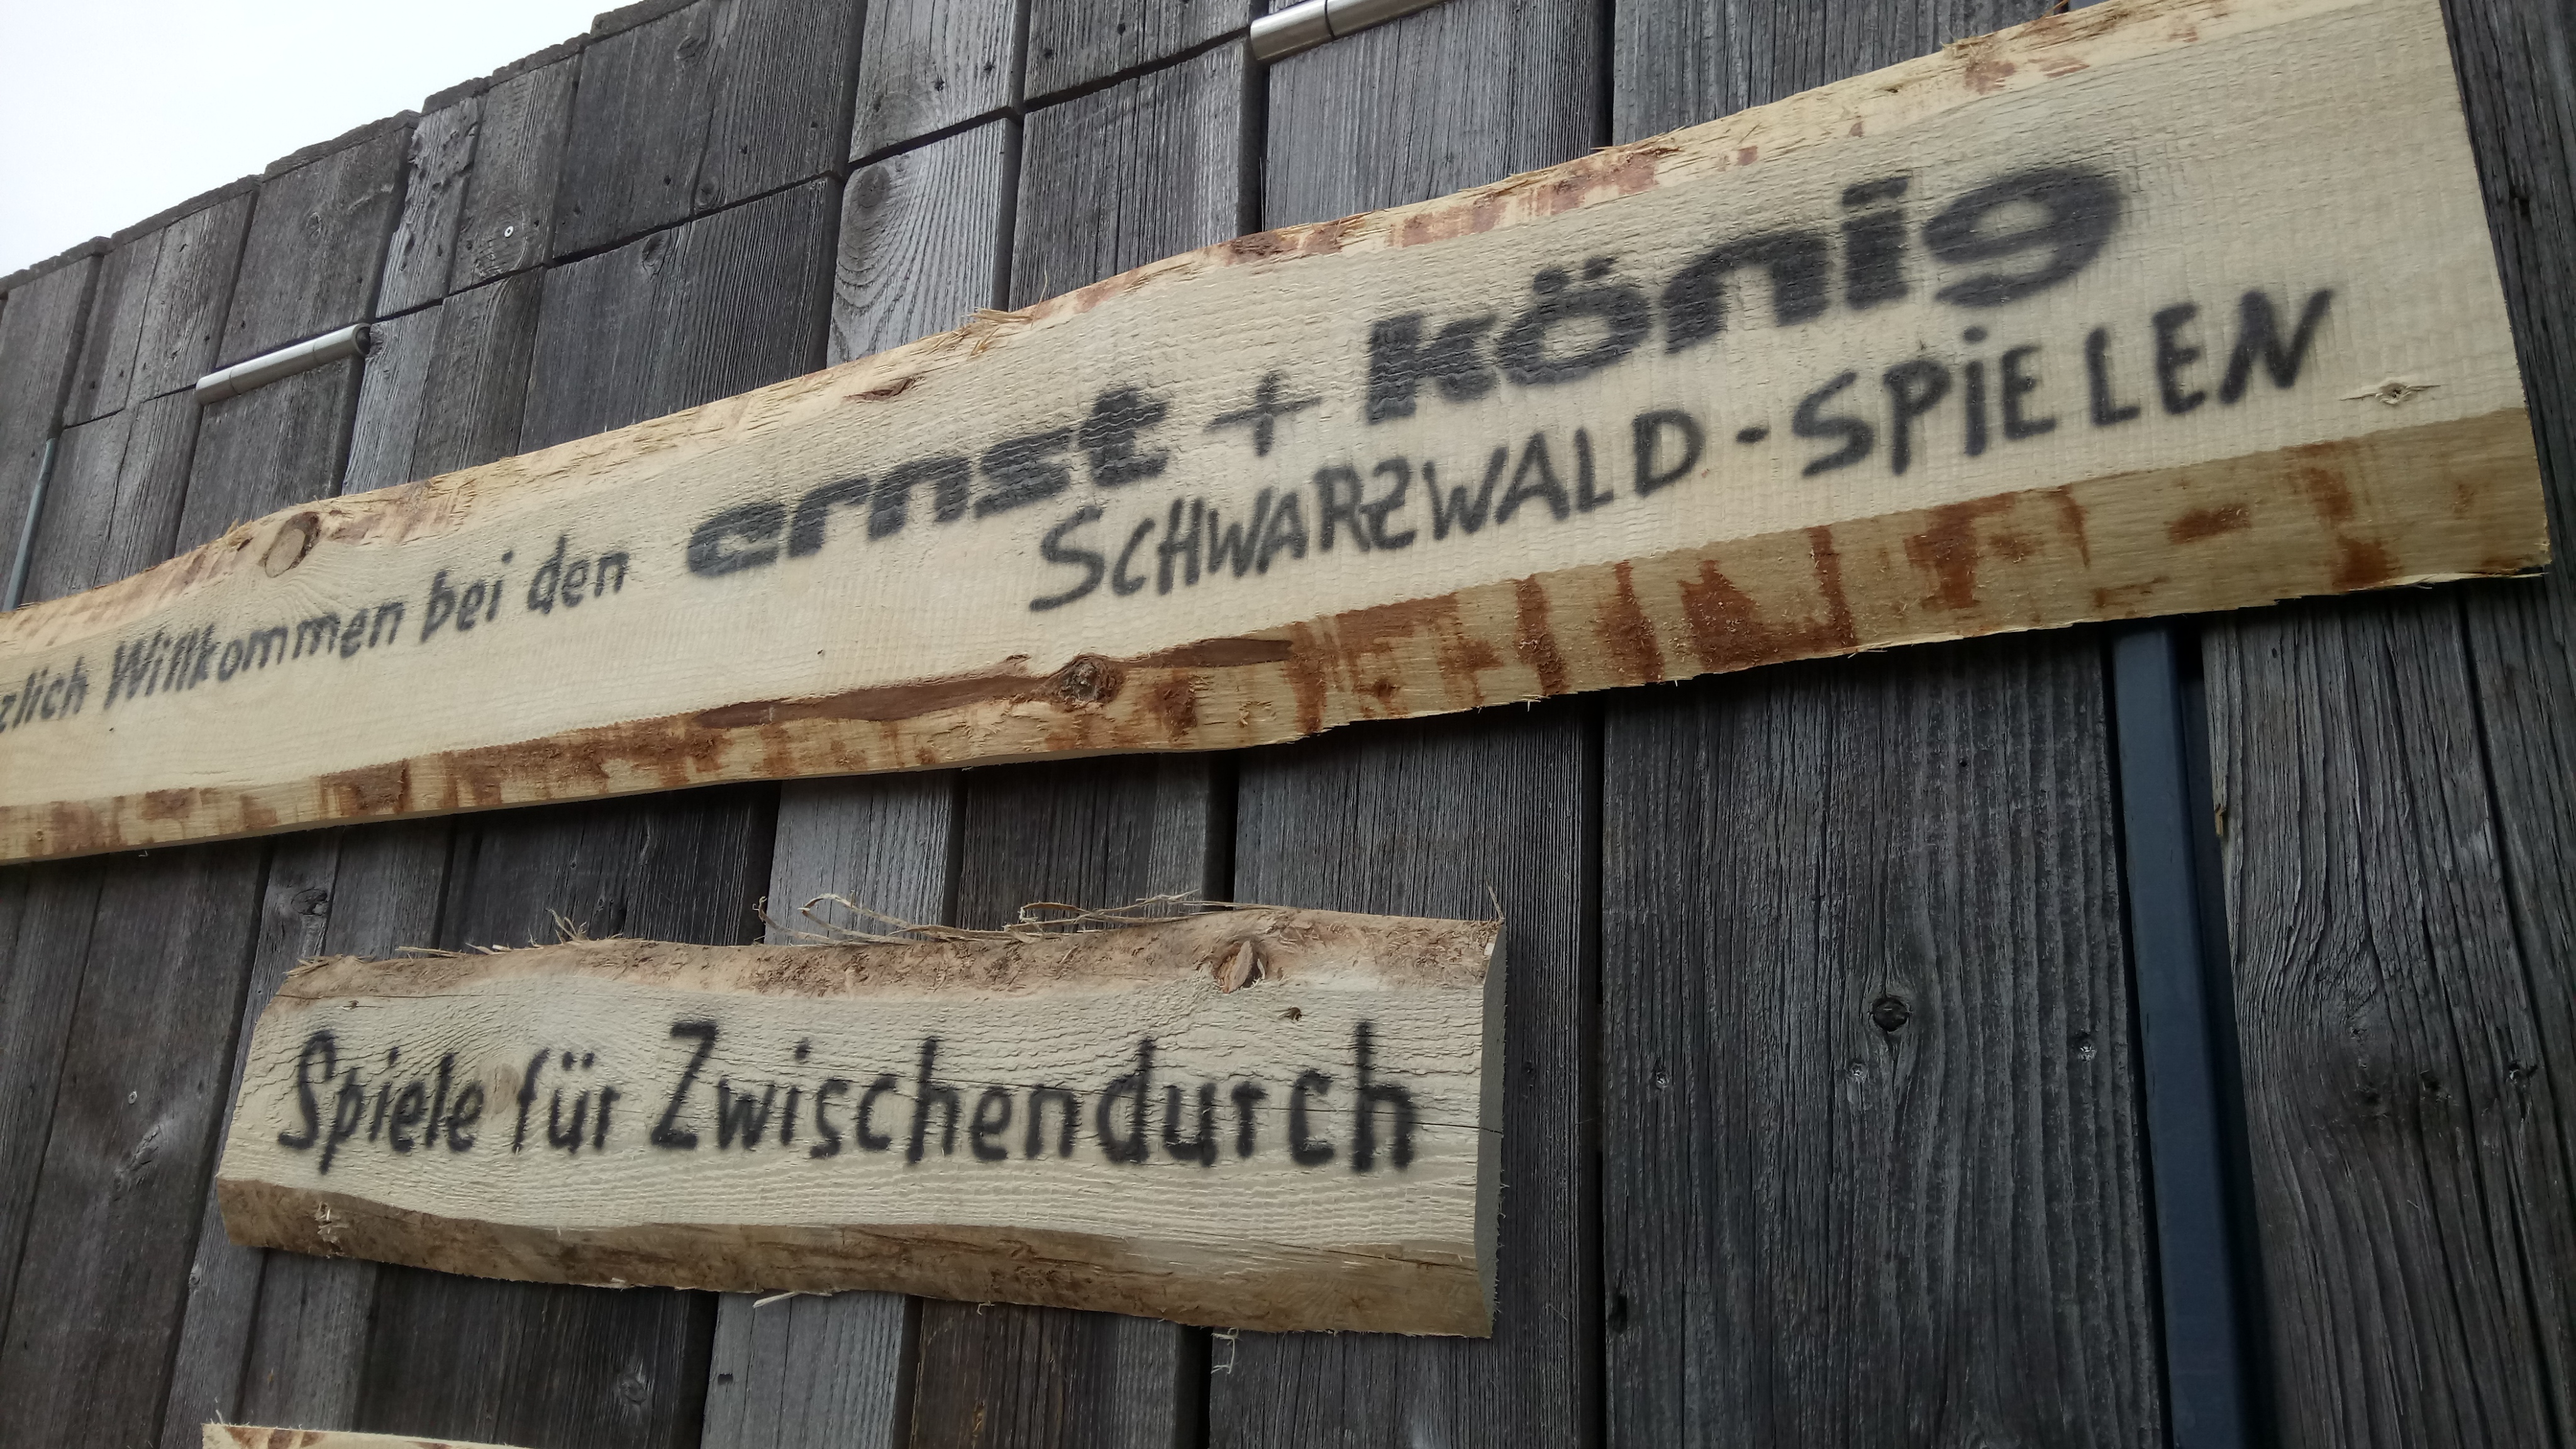 zlich Willkommen bei den ernst + könig
SCHWARZWALD-SPiELEN
Spiele für Zwischendurch